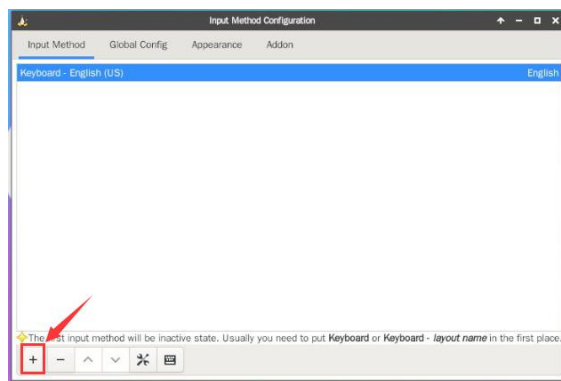 Input Method Configuration
Input Method Global Config Appearance Addon
Keyboard - English (US) English
The first input method will be inactive state. Usually you need to put Keyboard or Keyboard - layout name in the first place.